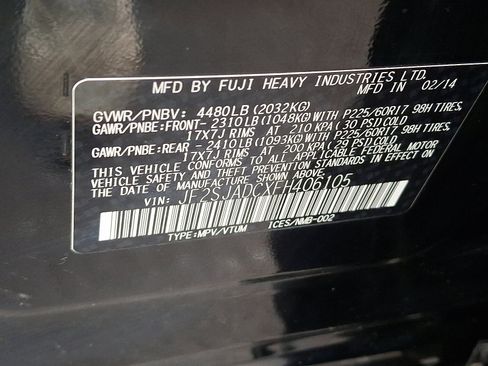 MFD BY FUJI HEAVY INDUSTRIES LTD.
MFD IN 02/14
GVWR/PNBV: 4480LB (2032KG)
GAWR/PNBE:FRONT- 2310LB (1048KG)WITH P225/60R17 98H TIRES,
17X7J RIMS AT 210 KPA (30 PSI)COLD
GAWR/PNBE:REAR - 2410LB (1093KG)WITH P225/60R17 98H TIRES,
17X7J RIMS AT 200 KPA (29 PSI)COLD
THIS VEHICLE CONFORMS TO ALL APPLICABLE FEDERAL
MOTOR VEHICLE SAFETY, BUMPER, AND THEFT PREVENTION
STANDARDS IN EFFECT ON THE DATE OF MANUFACTURE SHOWN
ABOVE.
VIN: JF2SJADCXFH406105
TYPE:MPV/VTUM ICES/NMB-002